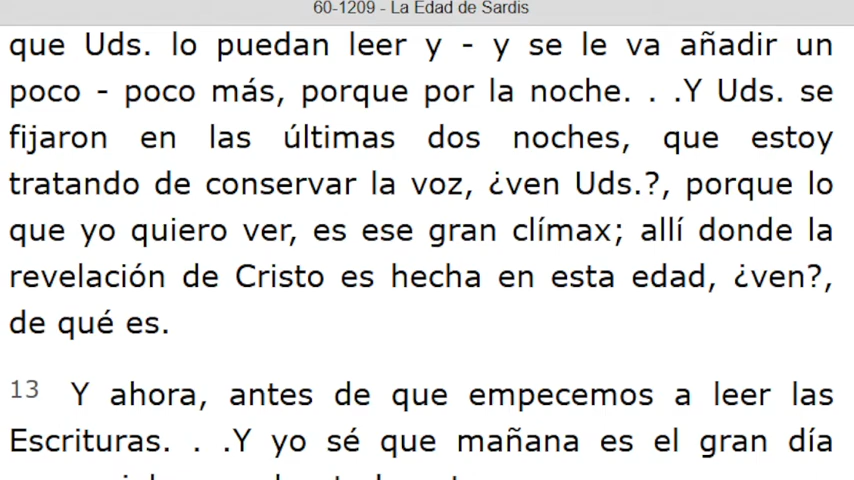 60-1209 - La Edad de Sardis
que Uds. lo puedan leer y - y se le va añadir un
poco - poco más, porque por la noche. . .Y Uds. se
fijaron en las últimas dos noches, que estoy
tratando de conservar la voz, ¿ven Uds.?, porque lo
que yo quiero ver, es ese gran clímax; allí donde la
revelación de Cristo es hecha en esta edad, ¿ven?,
de qué es.
13 Y ahora, antes de que empecemos a leer las
Escrituras. . .Y yo sé que mañana es el gran día